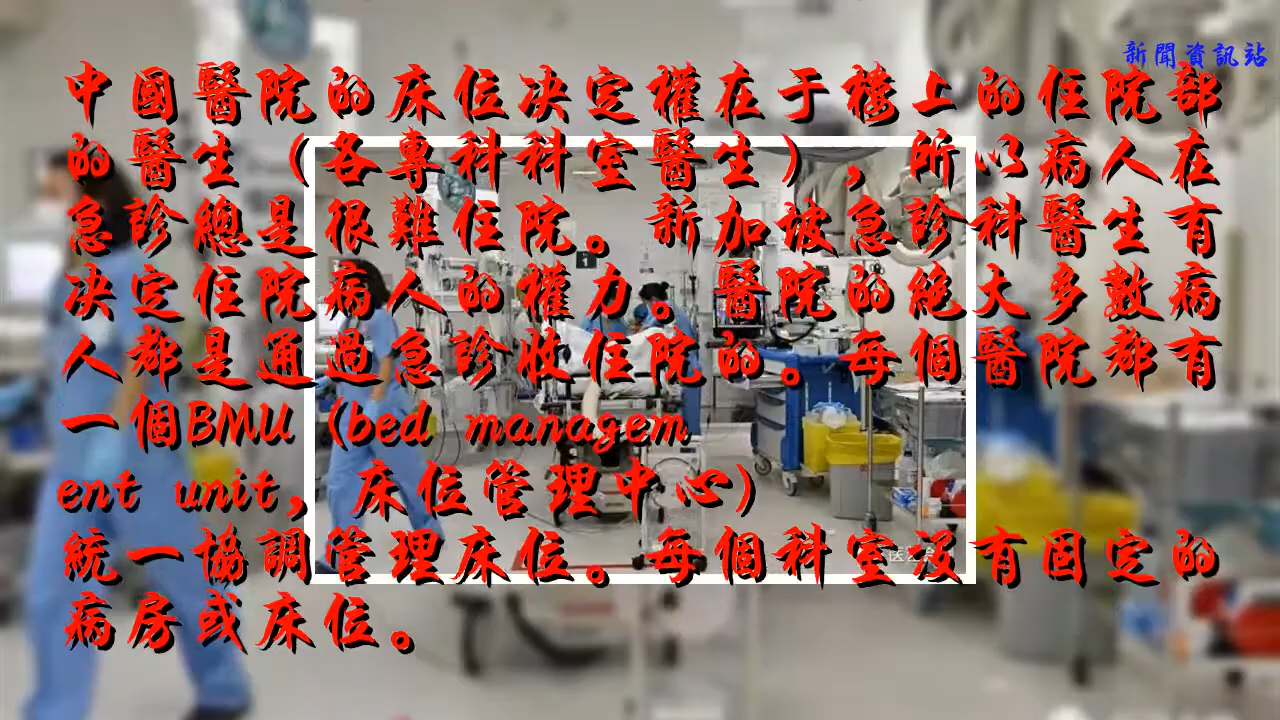 新聞資訊站
中國醫院的床位決定權在于樓上的住院部
的醫生（各專科科室醫生），所以病人在
急診總是很難住院。新加坡急診科醫生有
決定住院病人的權力。醫院的絕大多數病
人都是通過急診收住院的。每個醫院都有
一個BMU (bed managem
ent unit, 床位管理中心)
統一協調管理床位。每個科室沒有固定的
病房或床位。